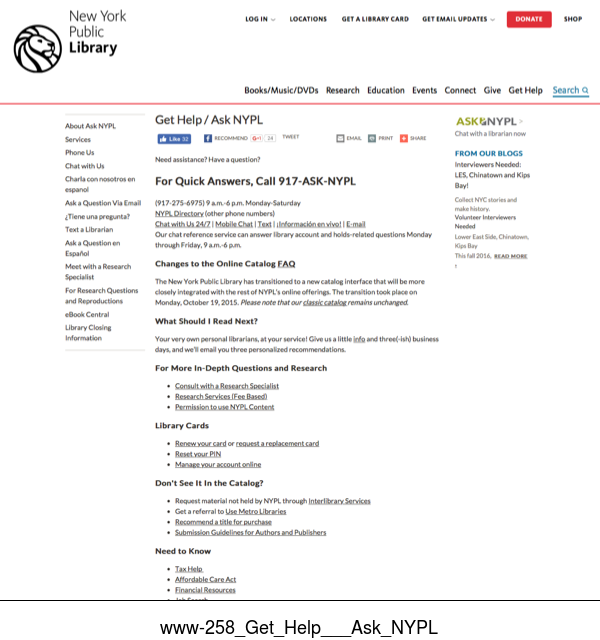 New York
Public
Library
LOG IN
LOCATIONS
GET A LIBRARY CARD
GET EMAIL UPDATES
DONATE
SHOP
Books/Music/DVDs Research Education Events Connect Give Get Help Search
About Ask NYPL
Services
Phone Us
Chat with Us
Charla con nosotros en
espanol
Ask a Question Via Email
¿Tiene una pregunta?
Text a Librarian
Ask a Question en
Español
Meet with a Research
Specialist
For Research Questions
and Reproductions
eBook Central
Library Closing
Information
Get Help / Ask NYPL
Like 32 RECOMMEND G+1 24 TWEET EMAIL PRINT SHARE
Need assistance? Have a question?
For Quick Answers, Call 917-ASK-NYPL
(917-275-6975) 9 a.m.-6 p.m. Monday-Saturday
NYPL Directory (other phone numbers)
Chat with Us 24/7 | Mobile Chat | Text | ¡Información en vivo! | E-mail
Our chat reference service can answer library account and holds-related questions Monday
through Friday, 9 a.m.-6 p.m.
Changes to the Online Catalog FAQ
The New York Public Library has transitioned to a new catalog interface that will be more
closely integrated with the rest of NYPL's online offerings. The transition took place on
Monday, October 19, 2015. Please note that our classic catalog remains unchanged.
What Should I Read Next?
Your very own personal librarians, at your service! Give us a little info and three(-ish) business
days, and we'll email you three personalized recommendations.
For More In-Depth Questions and Research
• Consult with a Research Specialist
• Research Services (Fee Based)
• Permission to use NYPL Content
Library Cards
• Renew your card or request a replacement card
• Reset your PIN
• Manage your account online
Don't See It In the Catalog?
• Request material not held by NYPL through Interlibrary Services
• Get a referral to Use Metro Libraries
• Recommend a title for purchase
• Submission Guidelines for Authors and Publishers
Need to Know
• Tax Help
• Affordable Care Act
• Financial Resources
• Job Search
ASK NYPL >
Chat with a librarian now
FROM OUR BLOGS
Interviewers Needed:
LES, Chinatown and Kips
Bay!
Collect NYC stories and
make history.
Volunteer Interviewers
Needed
Lower East Side, Chinatown,
Kips Bay
This fall 2016, READ MORE
www-258_Get_Help___Ask_NYPL